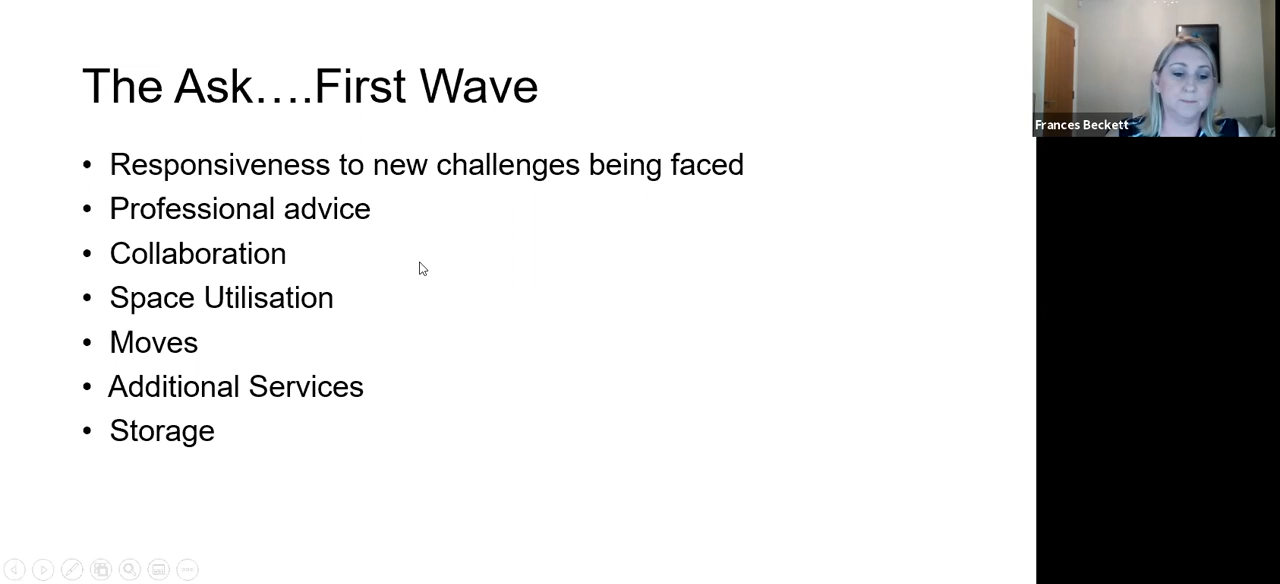 The Ask….First Wave
• Responsiveness to new challenges being faced
• Professional advice
• Collaboration
• Space Utilisation
• Moves
• Additional Services
• Storage
Frances Beckett